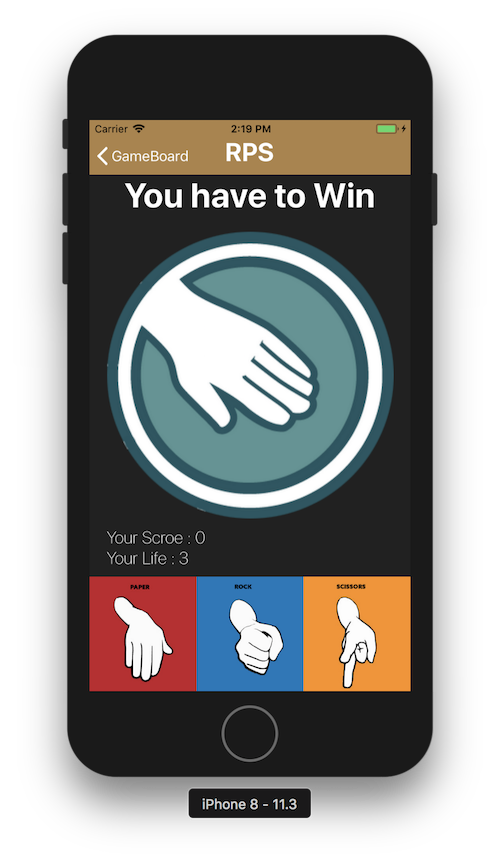 Carrier 2:19 PM
GameBoard RPS
You have to Win
Your Scroe : 0
Your Life : 3
PAPER ROCK SCISSORS
iPhone 8 - 11.3